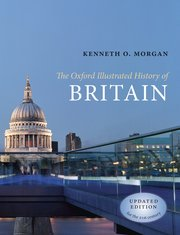 KENNETH O. MORGAN
The Oxford Illustrated History of
BRITAIN
UPDATED
EDITION
for the 21st century